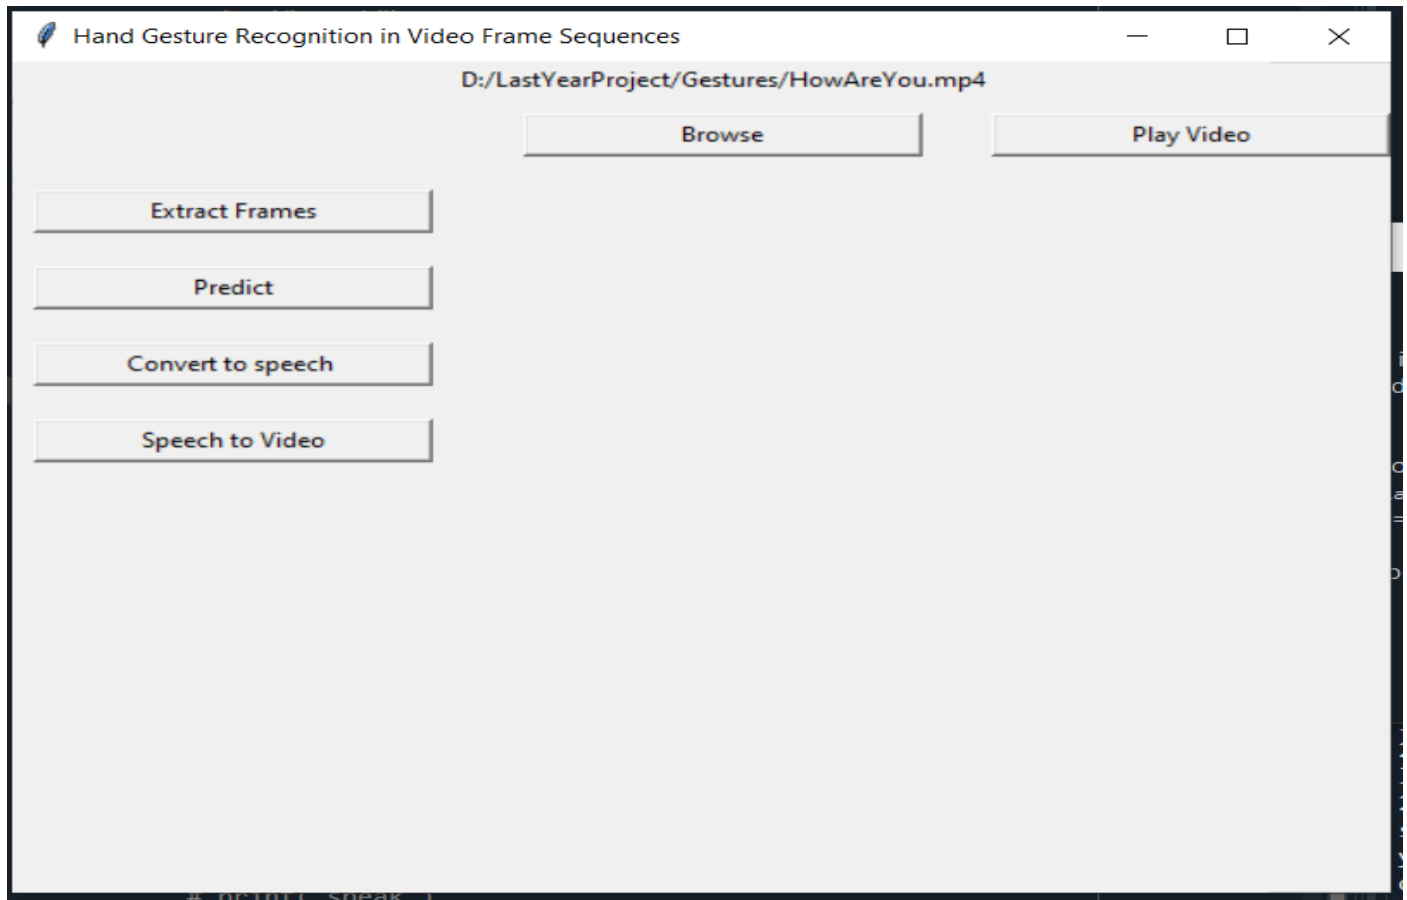 Hand Gesture Recognition in Video Frame Sequences
D:/LastYearProject/Gestures/HowAreYou.mp4
Browse
Play Video
Extract Frames
Predict
Convert to speech
Speech to Video